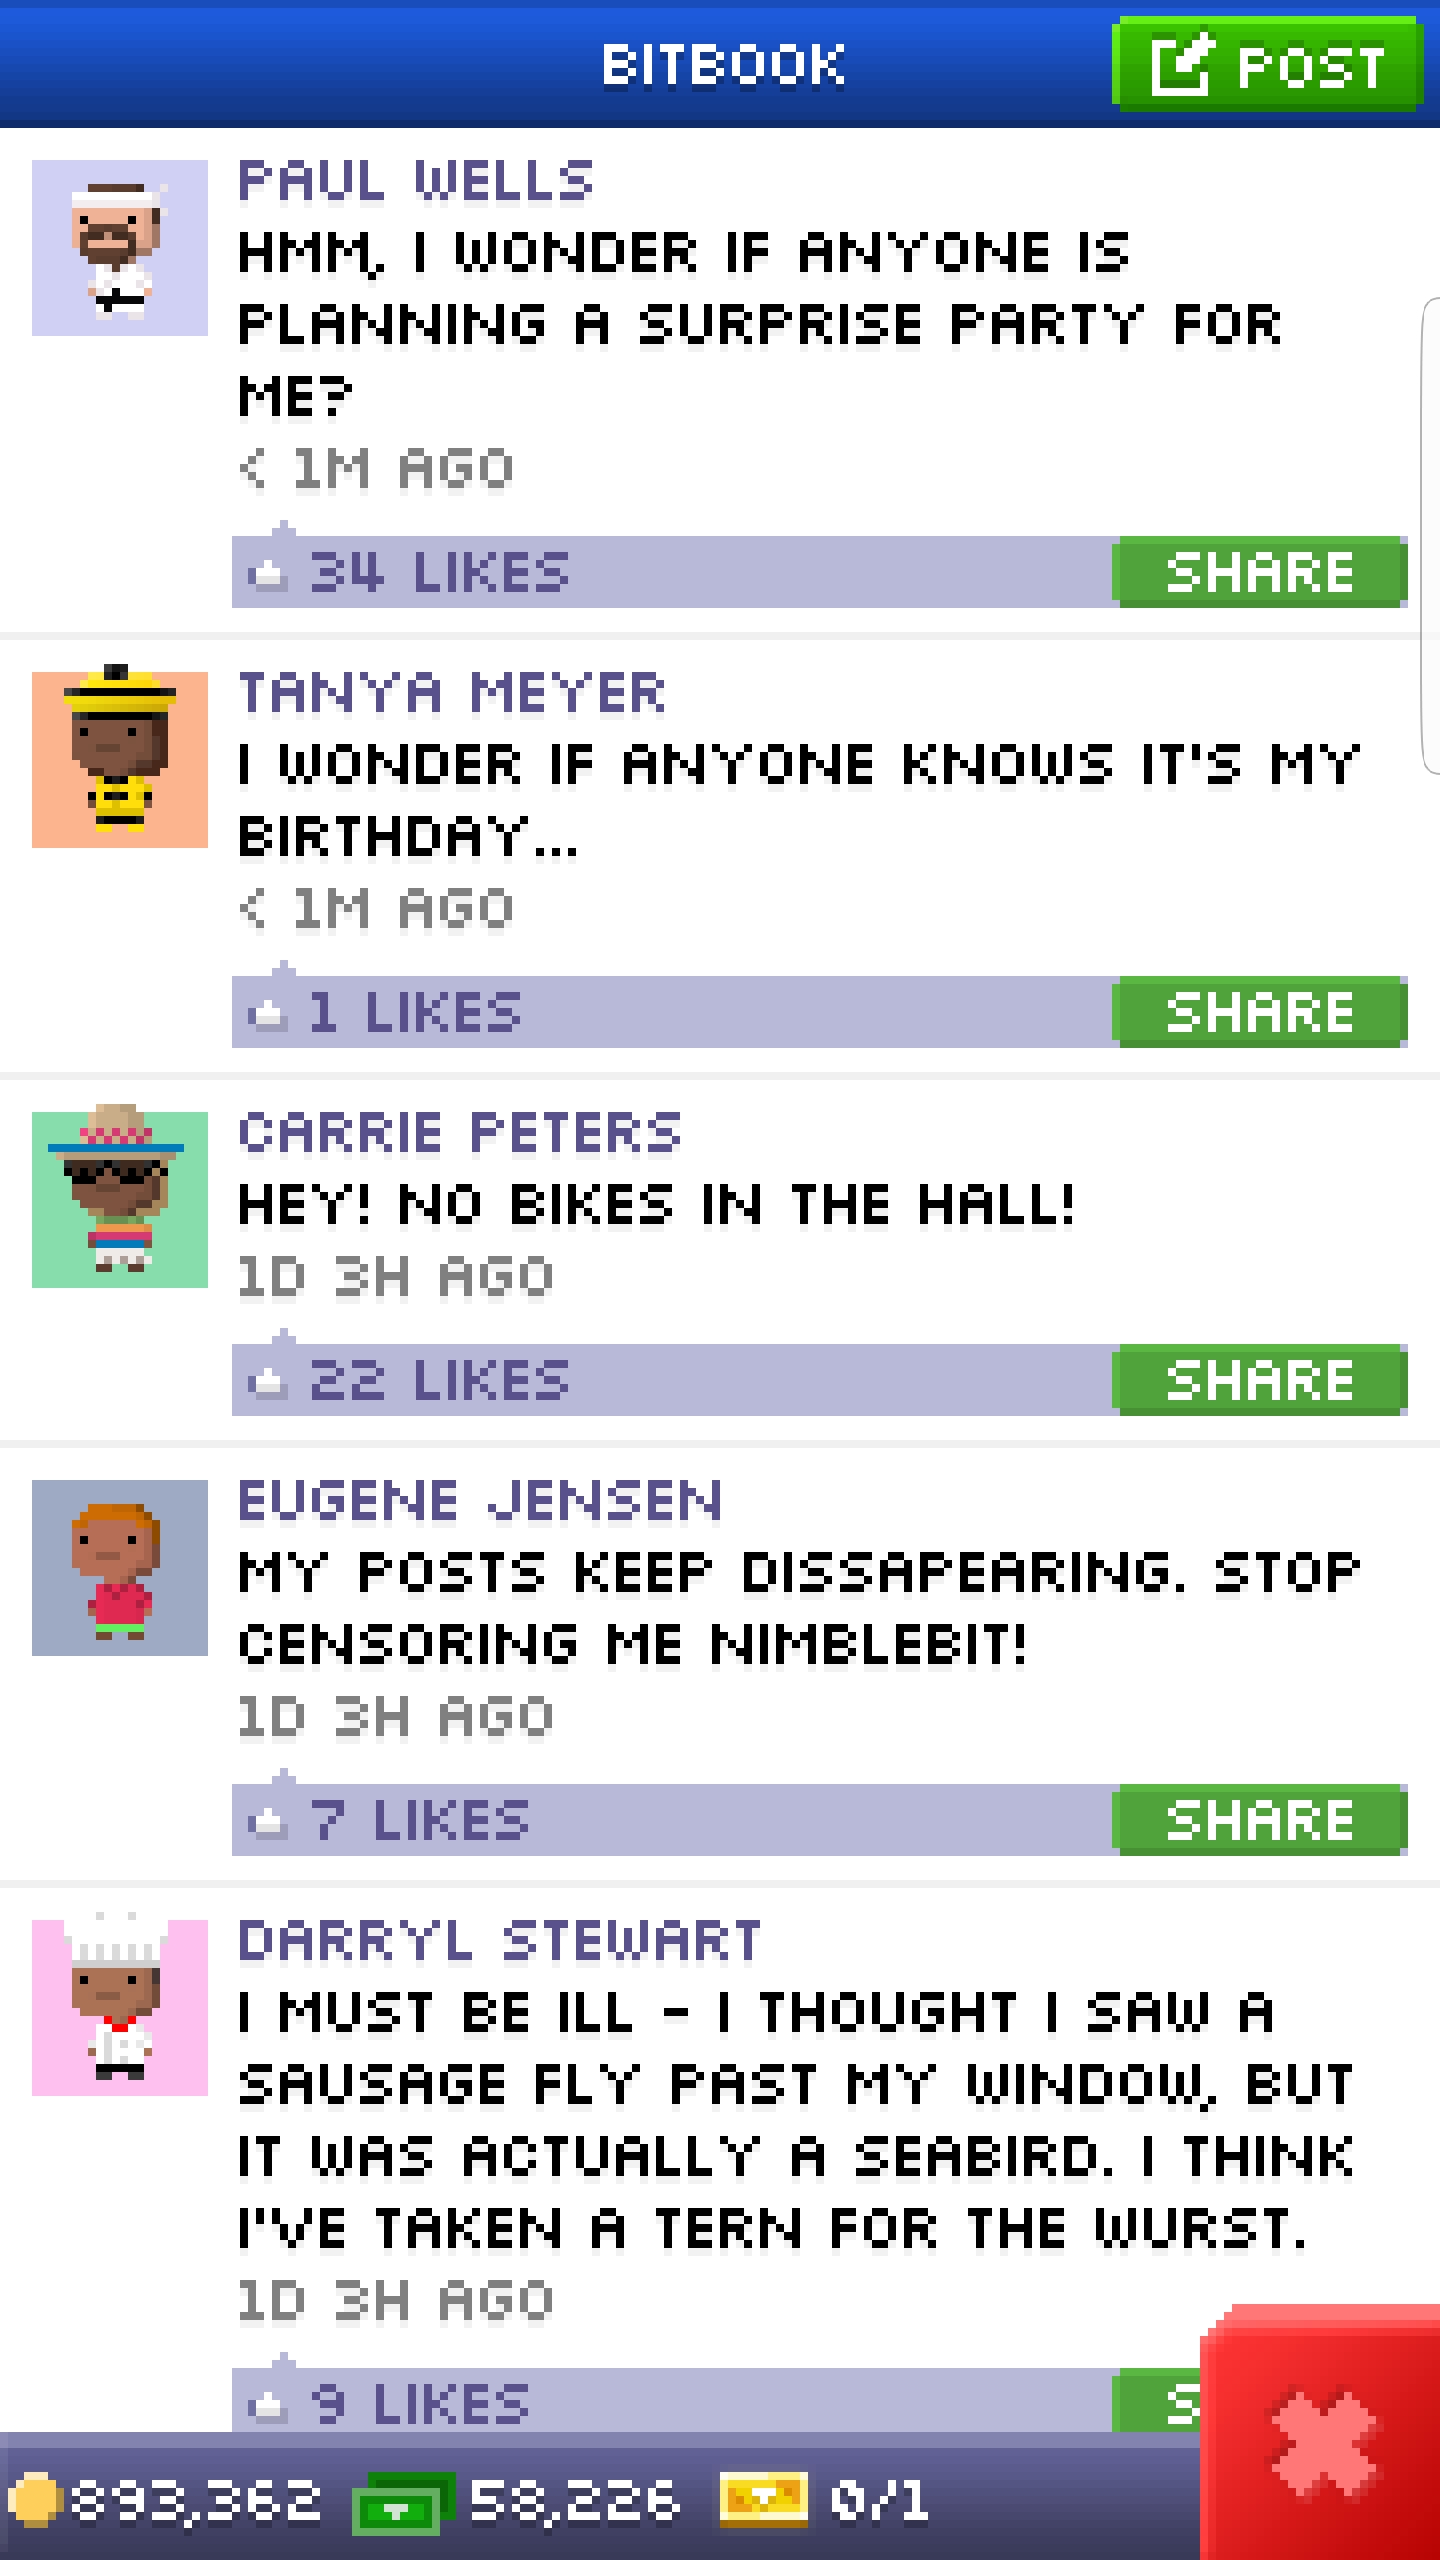 BITBOOK
POST
PAUL WELLS
HMM, I WONDER IF ANYONE IS
PLANNING A SURPRISE PARTY FOR
ME?
< 1M AGO
34 LIKES
SHARE
TANYA MEYER
I WONDER IF ANYONE KNOWS IT'S MY
BIRTHDAY...
< 1M AGO
1 LIKES
SHARE
CARRIE PETERS
HEY! NO BIKES IN THE HALL!
1D 3H AGO
22 LIKES
SHARE
EUGENE JENSEN
MY POSTS KEEP DISSAPEARING. STOP
CENSORING ME NIMBLEBIT!
1D 3H AGO
7 LIKES
SHARE
DARRYL STEWART
I MUST BE ILL - I THOUGHT I SAW A
SAUSAGE FLY PAST MY WINDOW, BUT
IT WAS ACTUALLY A SEABIRD. I THINK
I'VE TAKEN A TERN FOR THE WURST.
1D 3H AGO
9 LIKES
S
893,362
58,226
0/1